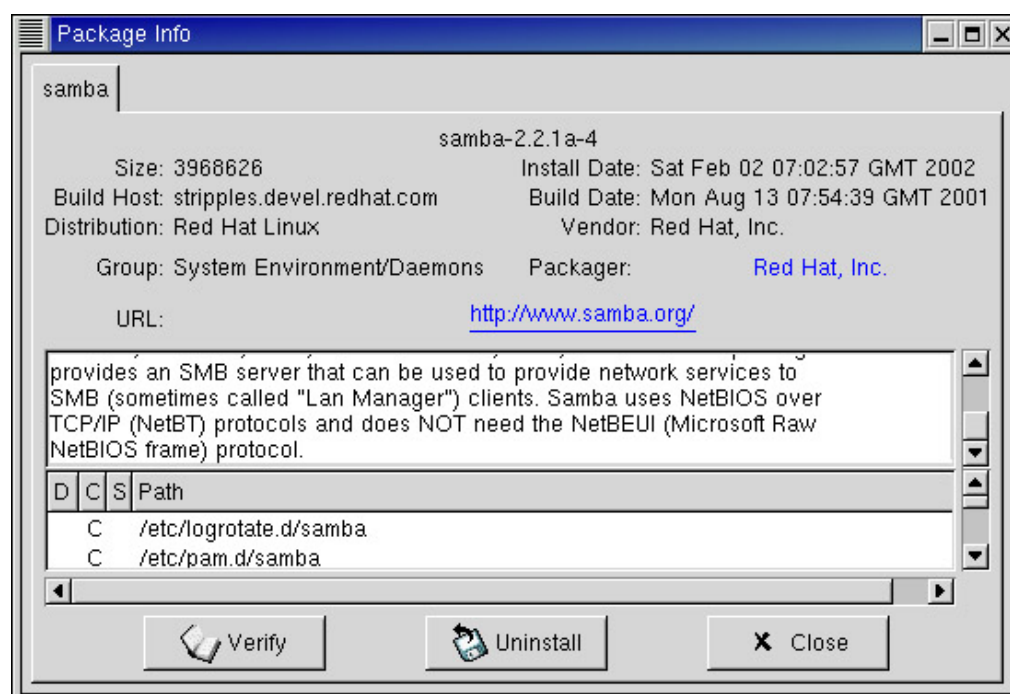 Package Info
samba
samba-2.2.1a-4
Size: 3968626 Install Date: Sat Feb 02 07:02:57 GMT 2002
Build Host: stripples.devel.redhat.com Build Date: Mon Aug 13 07:54:39 GMT 2001
Distribution: Red Hat Linux Vendor: Red Hat, Inc.
Group: System Environment/Daemons Packager: Red Hat, Inc.
URL: http://www.samba.org/
provides an SMB server that can be used to provide network services to
SMB (sometimes called "Lan Manager") clients. Samba uses NetBIOS over
TCP/IP (NetBT) protocols and does NOT need the NetBEUI (Microsoft Raw
NetBIOS frame) protocol.
D C S Path
C /etc/logrotate.d/samba
C /etc/pam.d/samba
Verify Uninstall Close